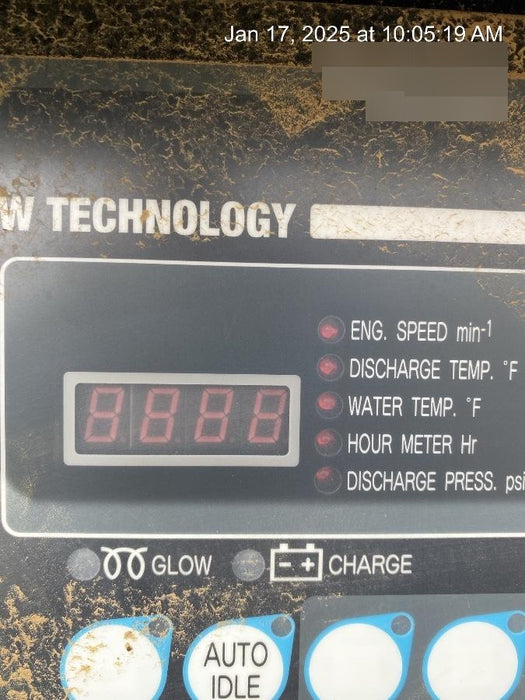 Jan 17, 2025 at 10:05:19 AM
W TECHNOLOGY
ENG. SPEED min-1
DISCHARGE TEMP. °F
8888
WATER TEMP. °F
HOUR METER Hr
DISCHARGE PRESS. psi
GLOW
- +
CHARGE
AUTO
IDLE